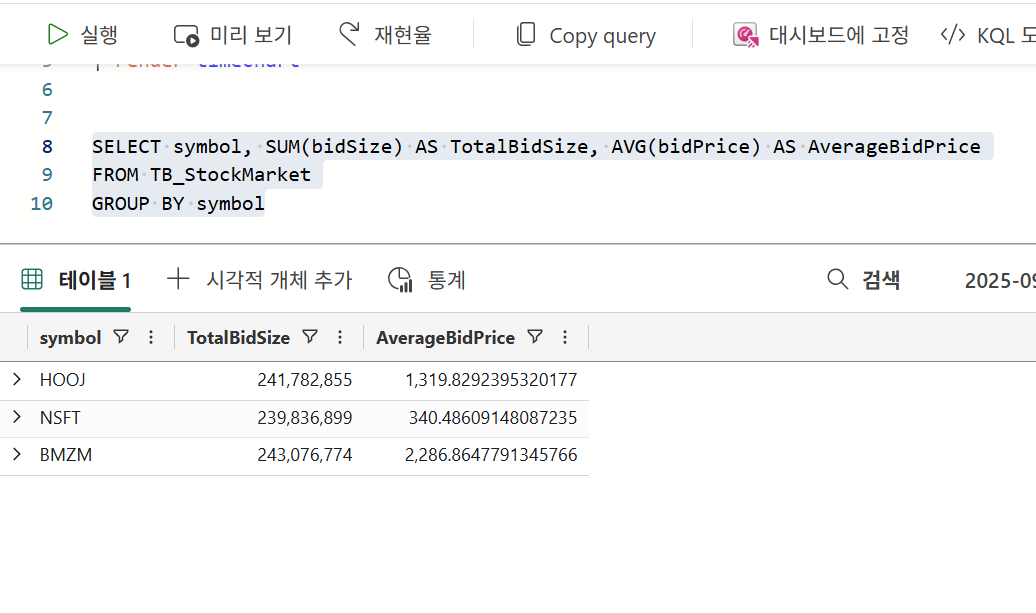 실행 미리 보기 재현율 Copy query 대시보드에 고정 KQL 도
5 | render timechart
6
7
8 SELECT symbol, SUM(bidSize) AS TotalBidSize, AVG(bidPrice) AS AverageBidPrice
9 FROM TB_StockMarket
10 GROUP BY symbol
테이블 1 시각적 개체 추가 통계 검색 2025-09
symbol TotalBidSize AverageBidPrice
HOOJ 241,782,855 1,319.8292395320177
NSFT 239,836,899 340.48609148087235
BMZM 243,076,774 2,286.8647791345766